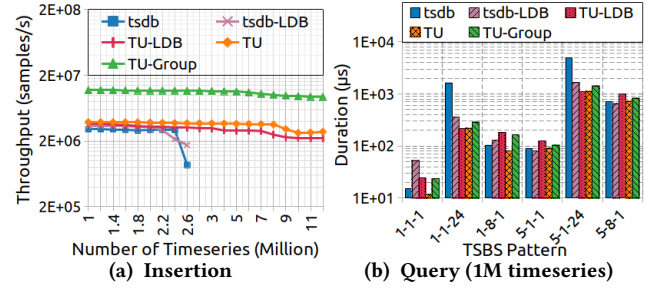 tsdb tsdb-LDB
TU-LDB TU
TU-Group
Throughput (samples/s)
2E+08
2E+07
2E+06
2E+05
1 1.4 1.8 2.2 2.6 3 5 7 9 11
Number of Timeseries (Million)
(a) Insertion
tsdb tsdb-LDB TU-LDB
TU TU-Group
Duration (μs)
1E+04
1E+03
1E+02
1E+01
1-1-1 1-1-24 1-8-1 5-1-1 5-1-24 5-8-1
TSBS Pattern
(b) Query (1M timeseries)